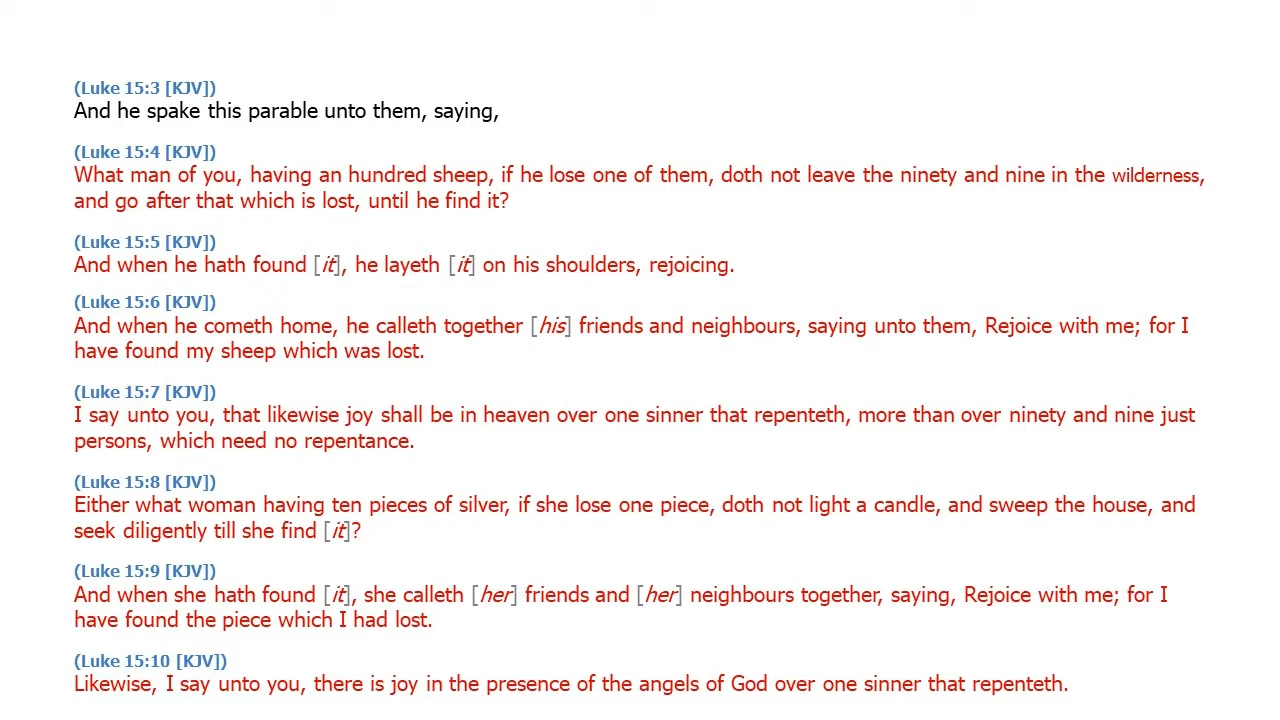 (Luke 15:3 [KJV])
And he spake this parable unto them, saying,
(Luke 15:4 [KJV])
What man of you, having an hundred sheep, if he lose one of them, doth not leave the ninety and nine in the wilderness,
and go after that which is lost, until he find it?
(Luke 15:5 [KJV])
And when he hath found [it], he layeth [it] on his shoulders, rejoicing.
(Luke 15:6 [KJV])
And when he cometh home, he calleth together [his] friends and neighbours, saying unto them, Rejoice with me; for I
have found my sheep which was lost.
(Luke 15:7 [KJV])
I say unto you, that likewise joy shall be in heaven over one sinner that repenteth, more than over ninety and nine just
persons, which need no repentance.
(Luke 15:8 [KJV])
Either what woman having ten pieces of silver, if she lose one piece, doth not light a candle, and sweep the house, and
seek diligently till she find [it]?
(Luke 15:9 [KJV])
And when she hath found [it], she calleth [her] friends and [her] neighbours together, saying, Rejoice with me; for I
have found the piece which I had lost.
(Luke 15:10 [KJV])
Likewise, I say unto you, there is joy in the presence of the angels of God over one sinner that repenteth.